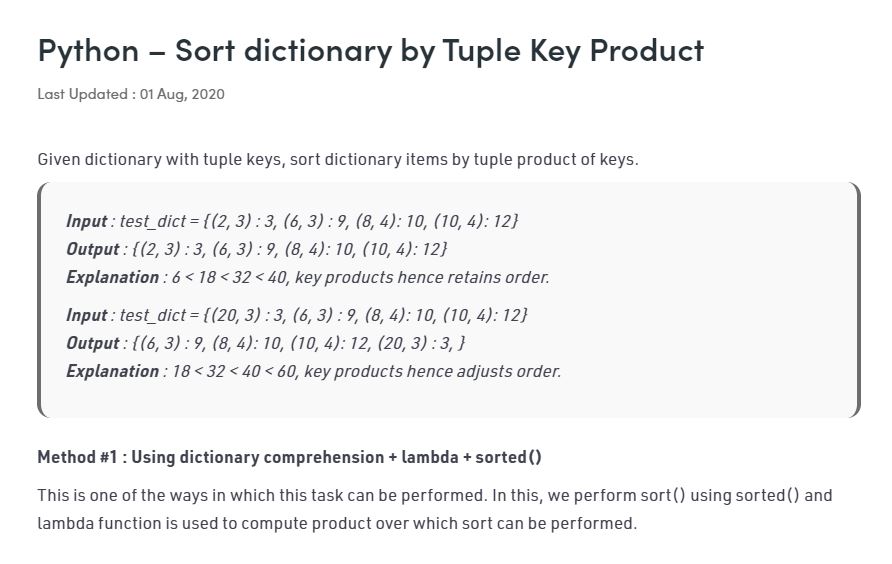 Python – Sort dictionary by Tuple Key Product
Last Updated : 01 Aug, 2020
Given dictionary with tuple keys, sort dictionary items by tuple product of keys.
Input : test_dict = {(2, 3) : 3, (6, 3) : 9, (8, 4): 10, (10, 4): 12}
Output : {(2, 3) : 3, (6, 3) : 9, (8, 4): 10, (10, 4): 12}
Explanation : 6 < 18 < 32 < 40, key products hence retains order.
Input : test_dict = {(20, 3) : 3, (6, 3) : 9, (8, 4): 10, (10, 4): 12}
Output : {(6, 3) : 9, (8, 4): 10, (10, 4): 12, (20, 3) : 3, }
Explanation : 18 < 32 < 40 < 60, key products hence adjusts order.
Method #1 : Using dictionary comprehension + lambda + sorted()
This is one of the ways in which this task can be performed. In this, we perform sort() using sorted() and
lambda function is used to compute product over which sort can be performed.